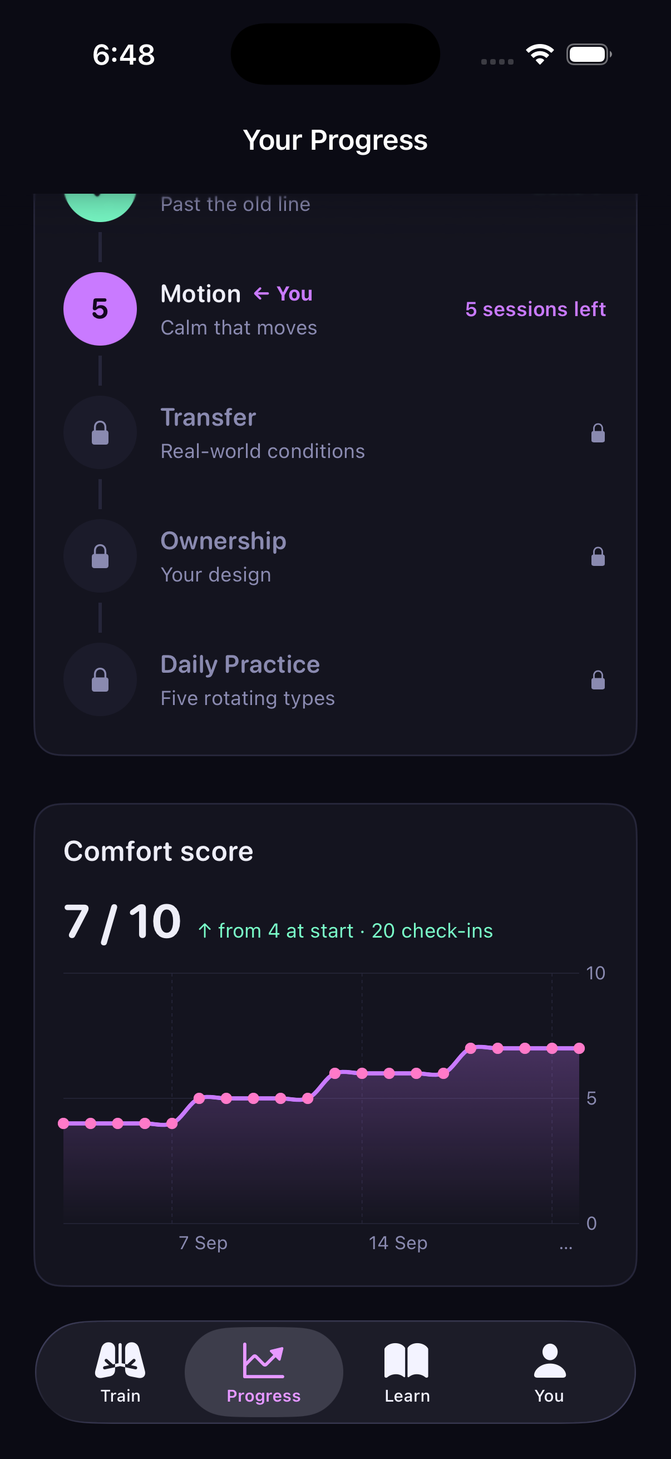 6:48
Your Progress
Past the old line
5
Motion ← You
Calm that moves
5 sessions left
Transfer
Real-world conditions
Ownership
Your design
Daily Practice
Five rotating types
Comfort score
7 / 10
↑ from 4 at start · 20 check-ins
10
5
0
7 Sep
14 Sep
...
Train
Progress
Learn
You